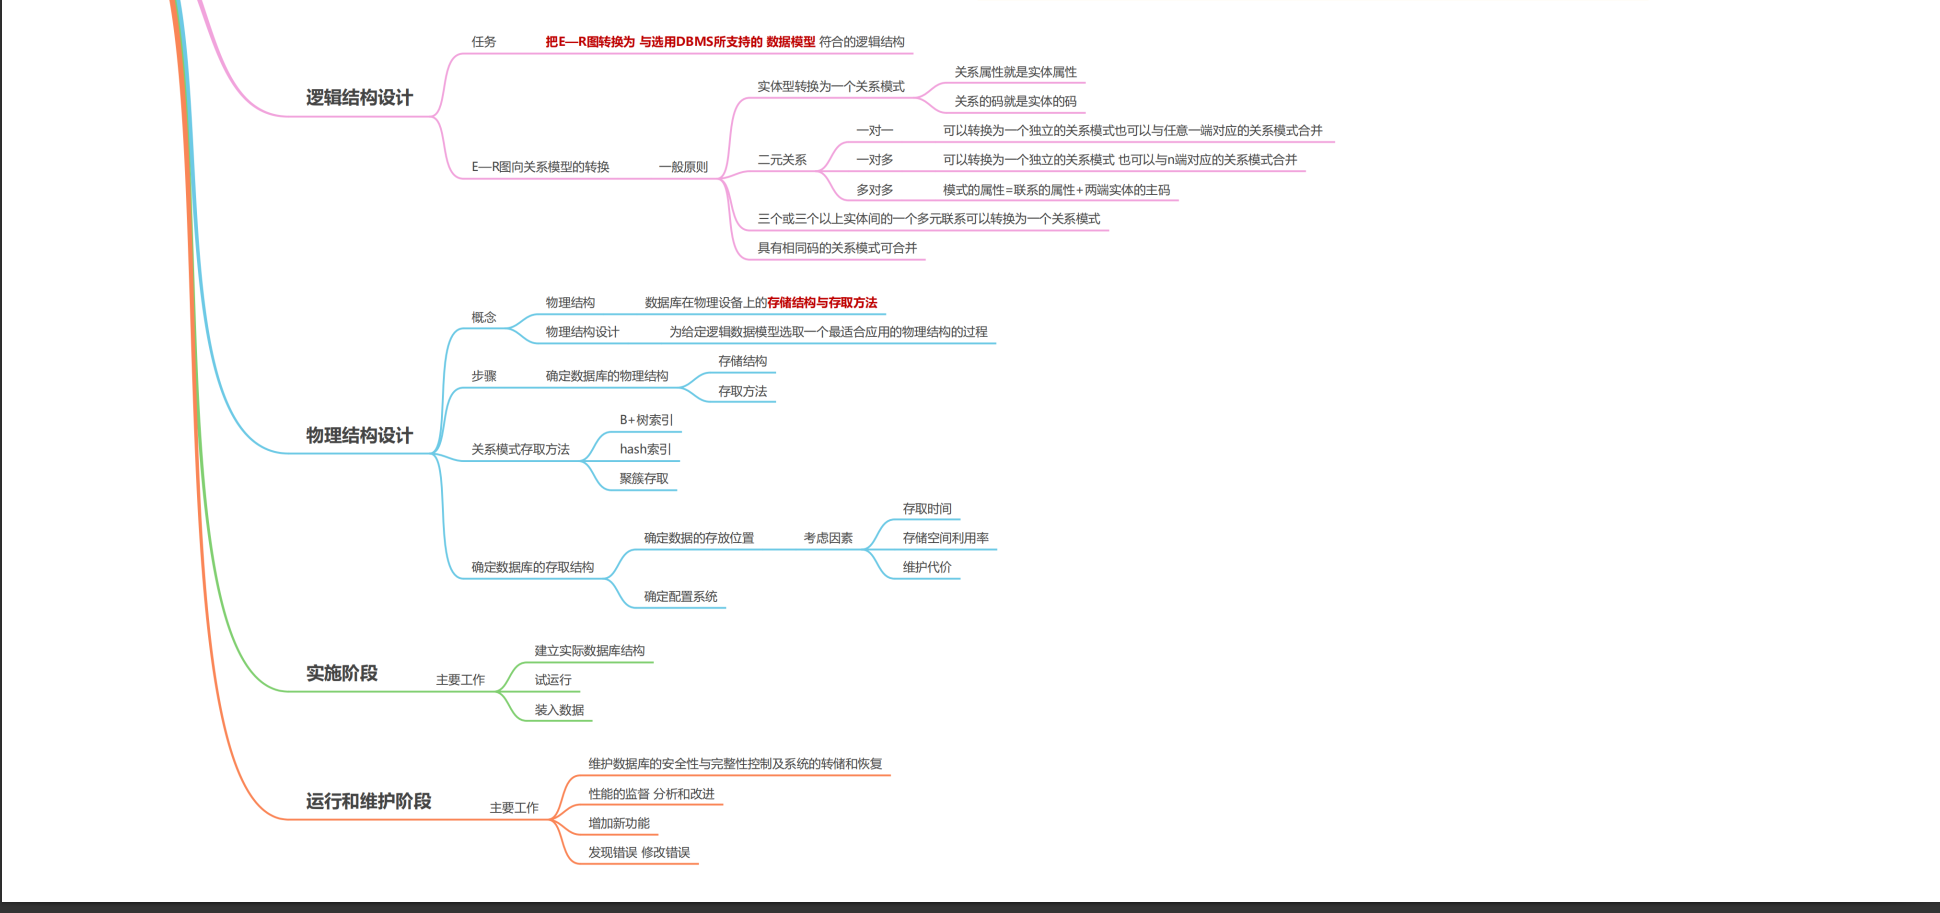 逻辑结构设计
任务
把E—R图转换为 与选用DBMS所支持的 数据模型 符合的逻辑结构
E—R图向关系模型的转换
一般原则
实体型转换为一个关系模式
关系属性就是实体属性
关系的码就是实体的码
二元关系
一对一
可以转换为一个独立的关系模式也可以与任意一端对应的关系模式合并
一对多
可以转换为一个独立的关系模式 也可以与n端对应的关系模式合并
多对多
模式的属性=联系的属性+两端实体的主码
三个或三个以上实体间的一个多元联系可以转换为一个关系模式
具有相同码的关系模式可合并
物理结构设计
概念
物理结构
数据库在物理设备上的存储结构与存取方法
物理结构设计
为给定逻辑数据模型选取一个最适合应用的物理结构的过程
步骤
确定数据库的物理结构
存储结构
存取方法
关系模式存取方法
B+树索引
hash索引
聚簇存取
确定数据库的存取结构
确定数据的存放位置
考虑因素
存取时间
存储空间利用率
维护代价
确定配置系统
实施阶段
主要工作
建立实际数据库结构
试运行
装入数据
运行和维护阶段
主要工作
维护数据库的安全性与完整性控制及系统的转储和恢复
性能的监督 分析和改进
增加新功能
发现错误 修改错误